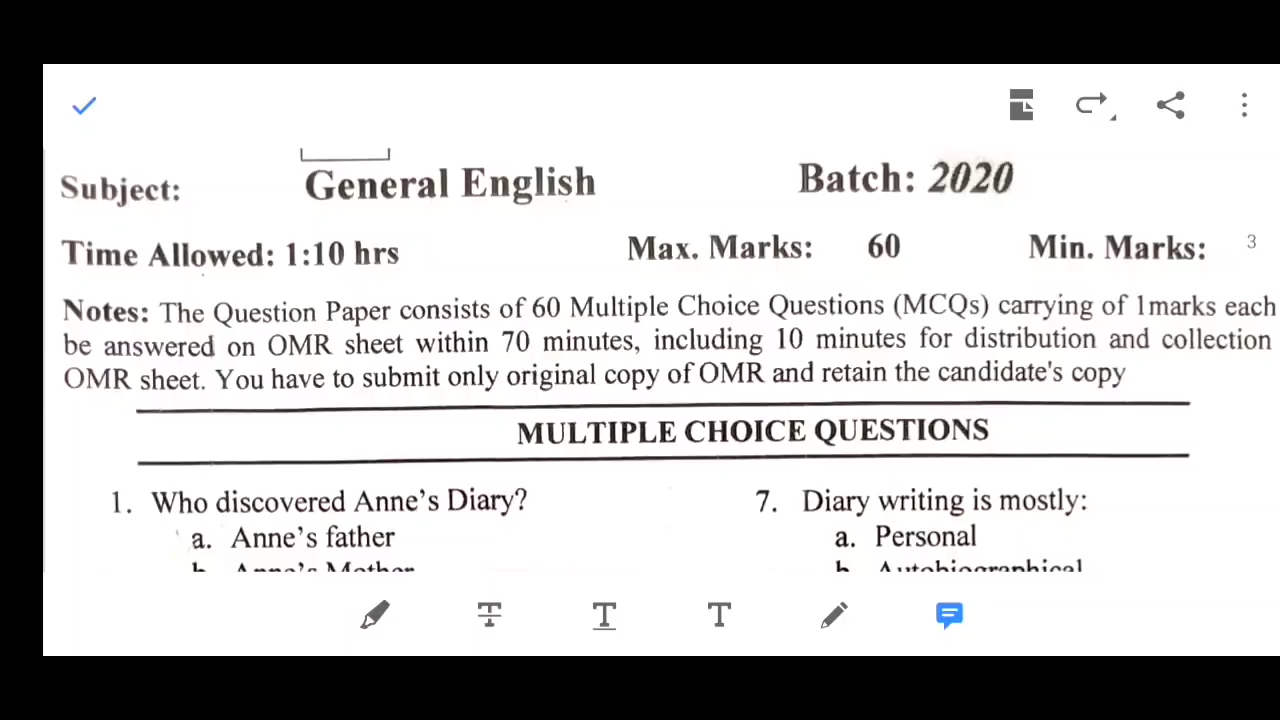 Subject: General English Batch: 2020
Time Allowed: 1:10 hrs Max. Marks: 60 Min. Marks: 3
Notes: The Question Paper consists of 60 Multiple Choice Questions (MCQs) carrying of 1marks each
be answered on OMR sheet within 70 minutes, including 10 minutes for distribution and collection
OMR sheet. You have to submit only original copy of OMR and retain the candidate's copy
MULTIPLE CHOICE QUESTIONS
1. Who discovered Anne's Diary?
a. Anne's father
b. Anne's Mother
7. Diary writing is mostly:
a. Personal
b. Autobiographical